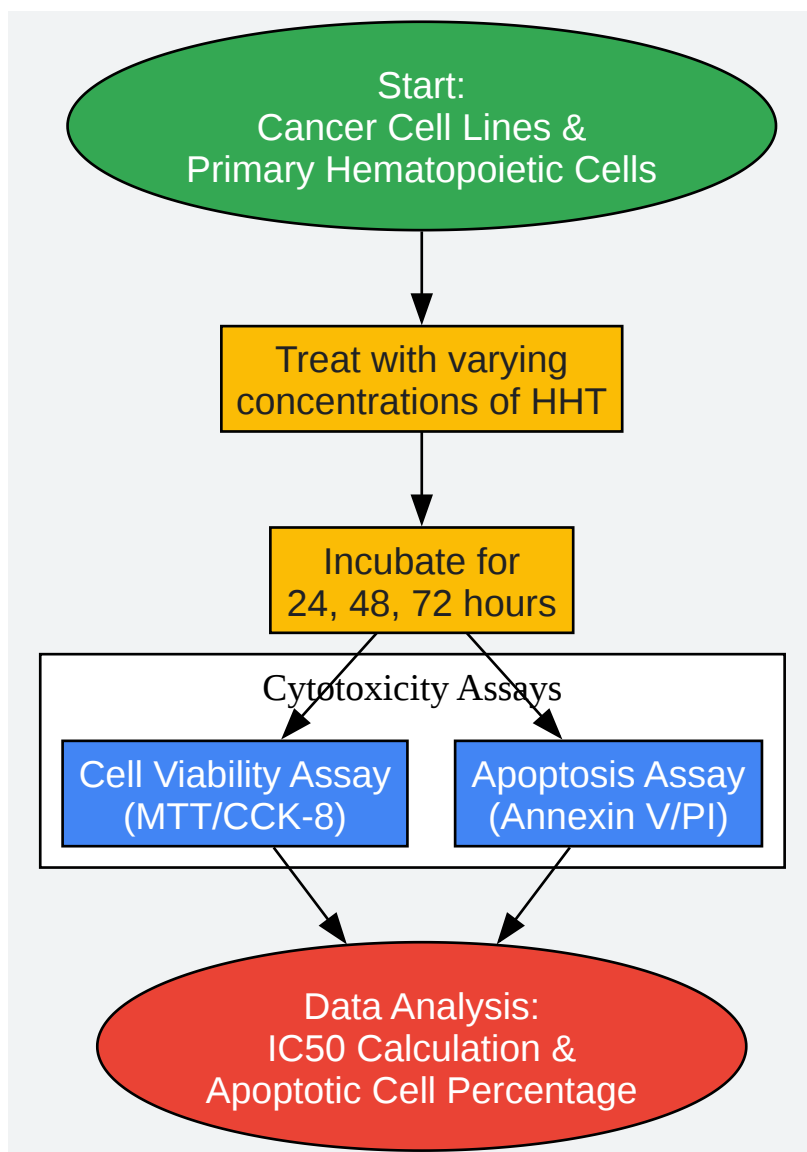 Start:
Cancer Cell Lines &
Primary Hematopoietic Cells
Treat with varying
concentrations of HHT
Incubate for
24, 48, 72 hours
Cytotoxicity Assays
Cell Viability Assay
(MTT/CCK-8)
Apoptosis Assay
(Annexin V/PI)
Data Analysis:
IC50 Calculation &
Apoptotic Cell Percentage